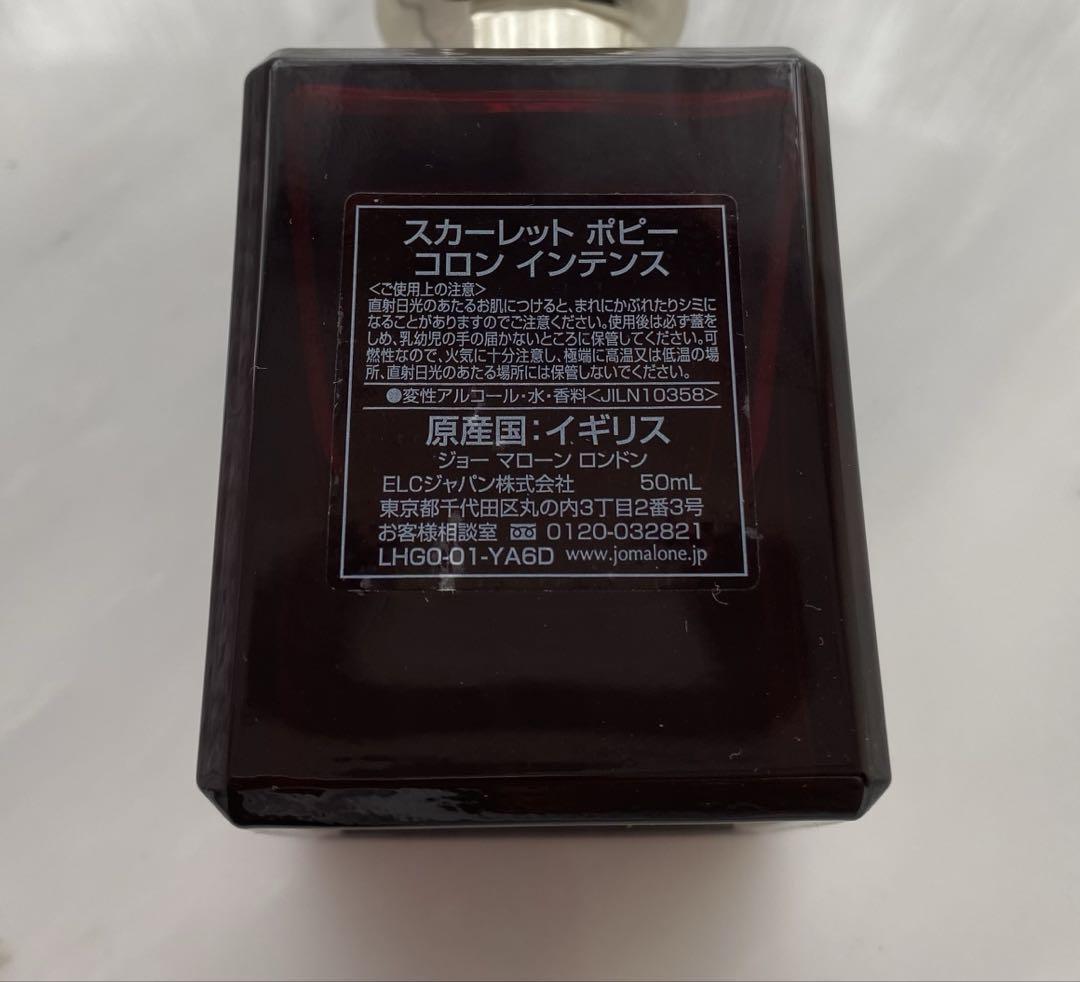 スカーレット ポピー
コロン インテンス
<ご使用上の注意>
直射日光のあたるお肌につけると、まれにかぶれたりシミに
なることがありますのでご注意ください。使用後は必ず蓋を
しめ、乳幼児の手の届かないところに保管してください。可
燃性なので、火気に十分注意し、極端に高温又は低温の場
所、直射日光のあたる場所には保管しないでください。
●変性アルコール・水・香料<JILN10358>
原産国:イギリス
ジョー マローン ロンドン
ELCジャパン株式会社 50mL
東京都千代田区丸の内3丁目2番3号
お客様相談室 0120-032821
LHG0-01-YA6D www.jomalone.jp